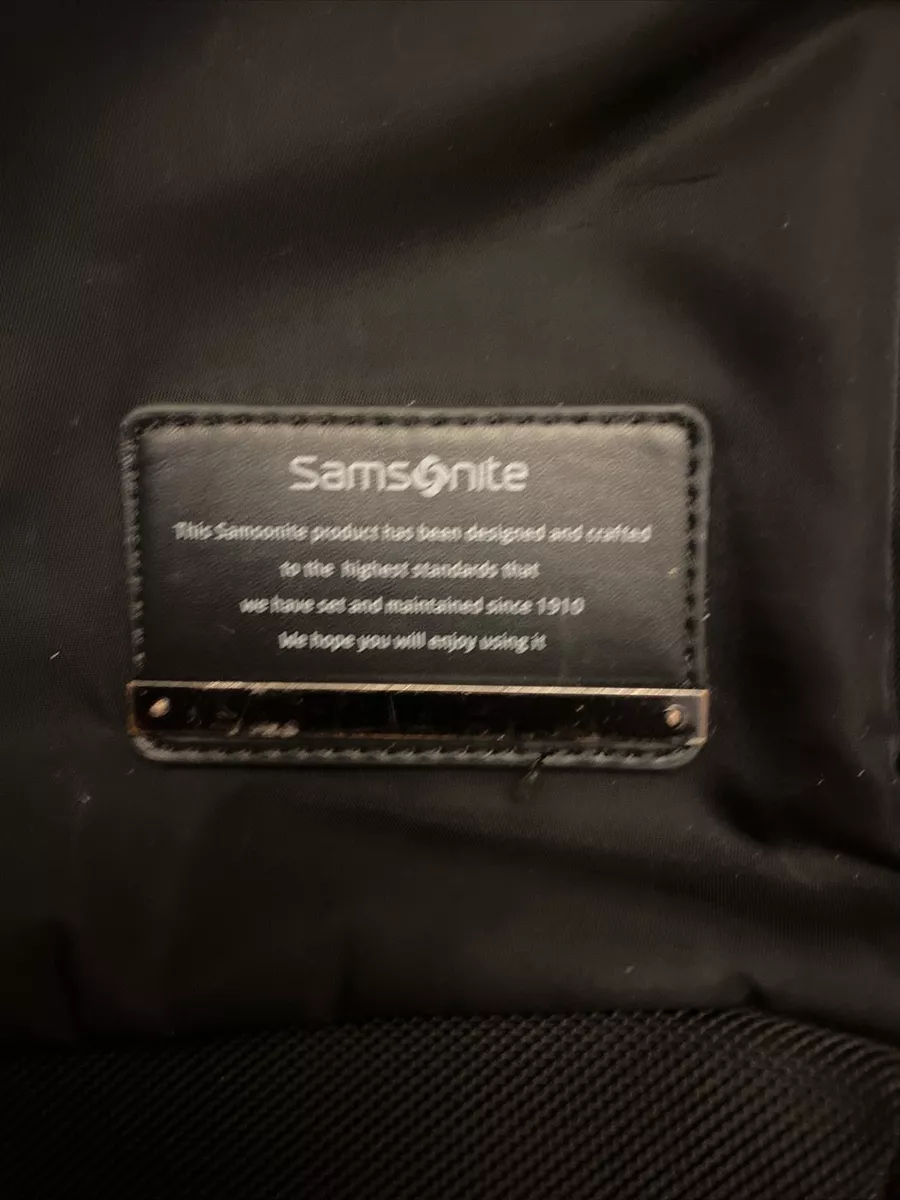 Samsonite
This Samsonite product has been designed and crafted
to the highest standards that
we have set and maintained since 1910
We hope you will enjoy using it